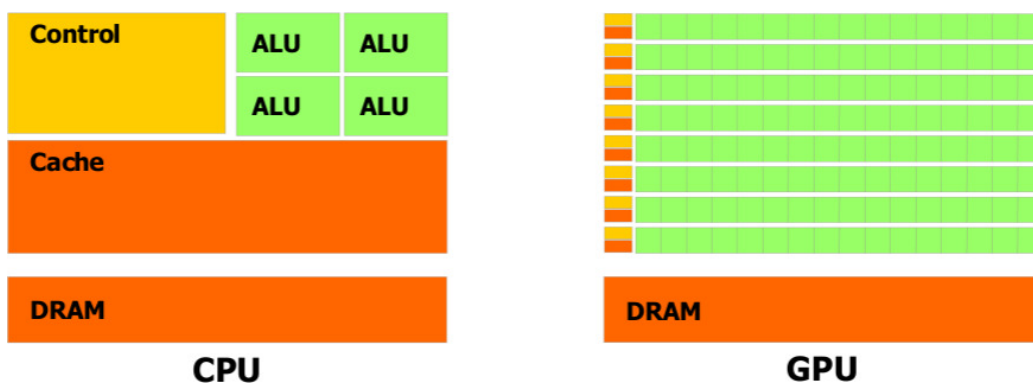 Control
ALU ALU
ALU ALU
Cache
DRAM
CPU
DRAM
GPU